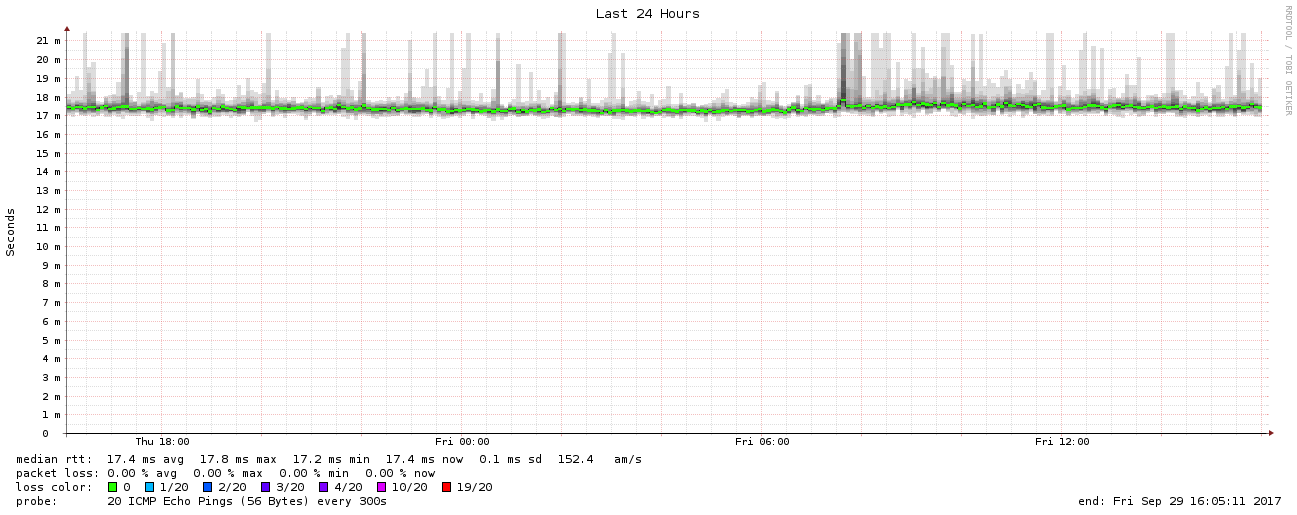 Last 24 Hours
RRDTOOL / TOBI OETIKER
Seconds
21 m
20 m
19 m
18 m
17 m
16 m
15 m
14 m
13 m
12 m
11 m
10 m
9 m
8 m
7 m
6 m
5 m
4 m
3 m
2 m
1 m
0
Thu 18:00 Fri 00:00 Fri 06:00 Fri 12:00
median rtt: 17.4 ms avg 17.8 ms max 17.2 ms min 17.4 ms now 0.1 ms sd 152.4 am/s
packet loss: 0.00 % avg 0.00 % max 0.00 % min 0.00 % now
loss color: 0 1/20 2/20 3/20 4/20 10/20 19/20
probe: 20 ICMP Echo Pings (56 Bytes) every 300s
end: Fri Sep 29 16:05:11 2017